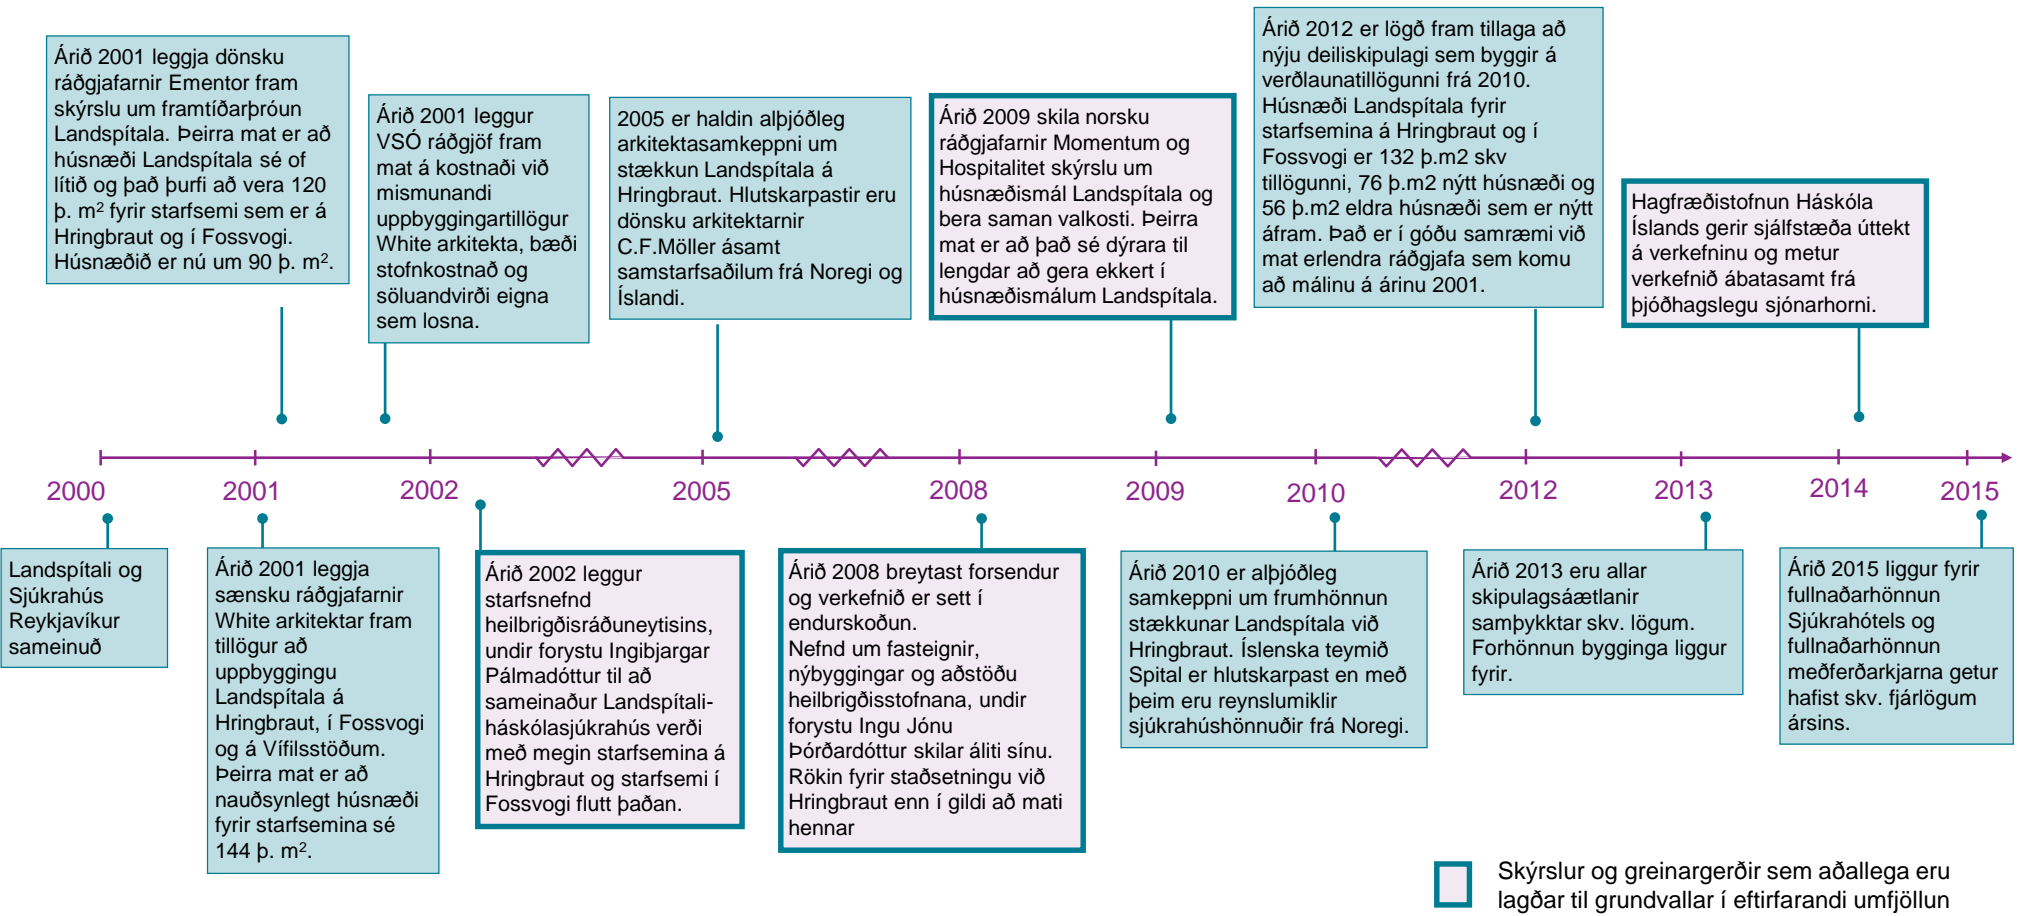 Árið 2001 leggja dönsku
ráðgjafarnir Ementor fram
skýrslu um framtíðarþróun
Landspítala. Þeirra mat er að
húsnæði Landspítala sé of
lítið og það þurfi að vera 120
þ. m² fyrir starfsemi sem er á
Hringbraut og í Fossvogi.
Húsnæðið er nú um 90 þ. m².
Árið 2001 leggur
VSÓ ráðgjöf fram
mat á kostnaði við
mismunandi
uppbyggingartillögur
White arkitekta, bæði
stofnkostnað og
söluandvirði eigna
sem losna.
2005 er haldin alþjóðleg
arkitektasamkeppni um
stækkun Landspítala á
Hringbraut. Hlutskarpastir eru
dönsku arkitektarnir
C.F.Möller ásamt
samstarfsaðilum frá Noregi og
Íslandi.
Árið 2009 skila norsku
ráðgjafarnir Momentum og
Hospitalitet skýrslu um
húsnæðismál Landspítala og
bera saman valkosti. Þeirra
mat er að það sé dýrara til
lengdar að gera ekkert í
húsnæðismálum Landspítala.
Árið 2012 er lögð fram tillaga að
nýju deiliskipulagi sem byggir á
verðlaunatillögunni frá 2010.
Húsnæði Landspítala fyrir
starfsemina á Hringbraut og í
Fossvogi er 132 þ.m2 skv
tillögunni, 76 þ.m2 nýtt húsnæði og
56 þ.m2 eldra húsnæði sem er nýtt
áfram. Það er í góðu samræmi við
mat erlendra ráðgjafa sem komu
að málinu á árinu 2001.
Hagfræðistofnun Háskóla
Íslands gerir sjálfstæða úttekt
á verkefninu og metur
verkefnið ábatasamt frá
þjóðhagslegu sjónarhorni.
2000
2001
2002
2005
2008
2009
2010
2012
2013
2014
2015
Landspítali og
Sjúkrahús
Reykjavíkur
sameinuð
Árið 2001 leggja
sænsku ráðgjafarnir
White arkitektar fram
tillögur að
uppbyggingu
Landspítala á
Hringbraut, í Fossvogi
og á Vífilsstöðum.
Þeirra mat er að
nauðsynlegt húsnæði
fyrir starfsemina sé
144 þ. m².
Árið 2002 leggur
starfsnefnd
heilbrigðisráðuneytisins,
undir forystu Ingibjargar
Pálmadóttur til að
sameinaður Landspítali-
háskólasjúkrahús verði
með megin starfsemina á
Hringbraut og starfsemi í
Fossvogi flutt þaðan.
Árið 2008 breytast forsendur
og verkefnið er sett í
endurskoðun.
Nefnd um fasteignir,
nýbyggingar og aðstöðu
heilbrigðisstofnana, undir
forystu Ingu Jónu
Þórðardóttur skilar áliti sínu.
Rökin fyrir staðsetningu við
Hringbraut enn í gildi að mati
hennar
Árið 2010 er alþjóðleg
samkeppni um frumhönnun
stækkunar Landspítala við
Hringbraut. Íslenska teymið
Spital er hlutskarpast en með
þeim eru reynslumiklir
sjúkrahúshönnuðir frá Noregi.
Árið 2013 eru allar
skipulagsáætlanir
samþykktar skv. lögum.
Forhönnun bygginga liggur
fyrir.
Árið 2015 liggur fyrir
fullnaðarhönnun
Sjúkrahótels og
fullnaðarhönnun
meðferðarkjarna getur
hafist skv. fjárlögum
ársins.
Skýrslur og greinargerðir sem aðallega eru
lagðar til grundvallar í eftirfarandi umfjöllun